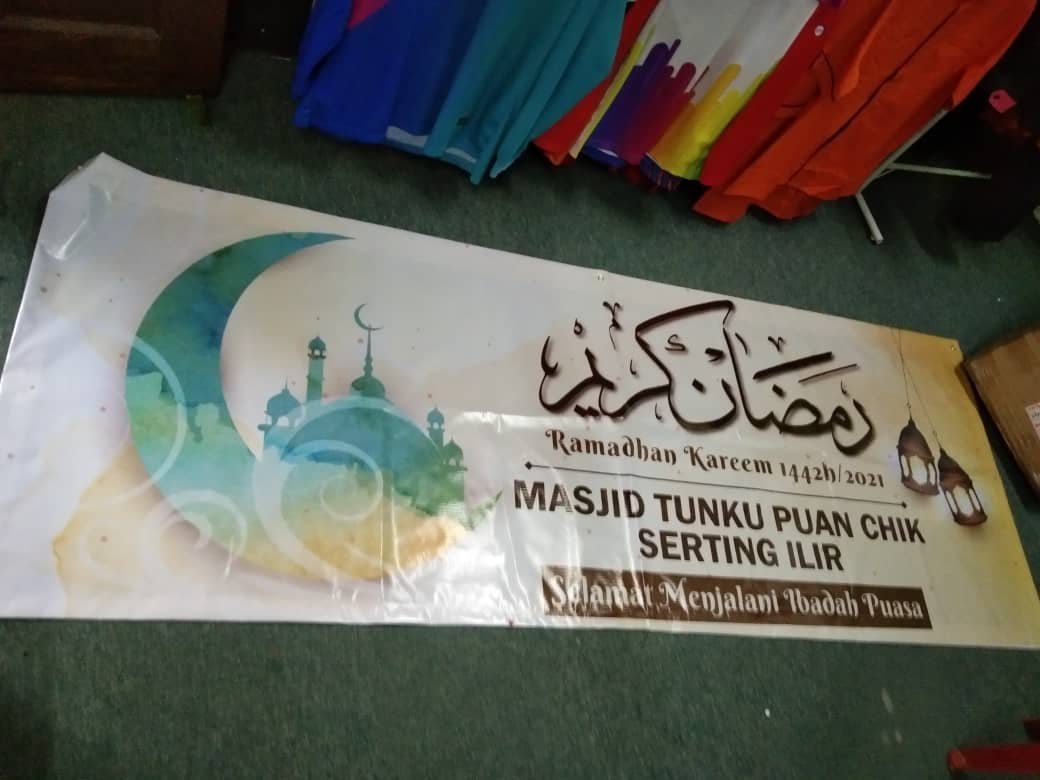 رمضان كريم
Ramadhan Kareem 1442h/2021
MASJID TUNKU PUAN CHIK
SERTING ILIR
Selamat Menjalani Ibadah Puasa